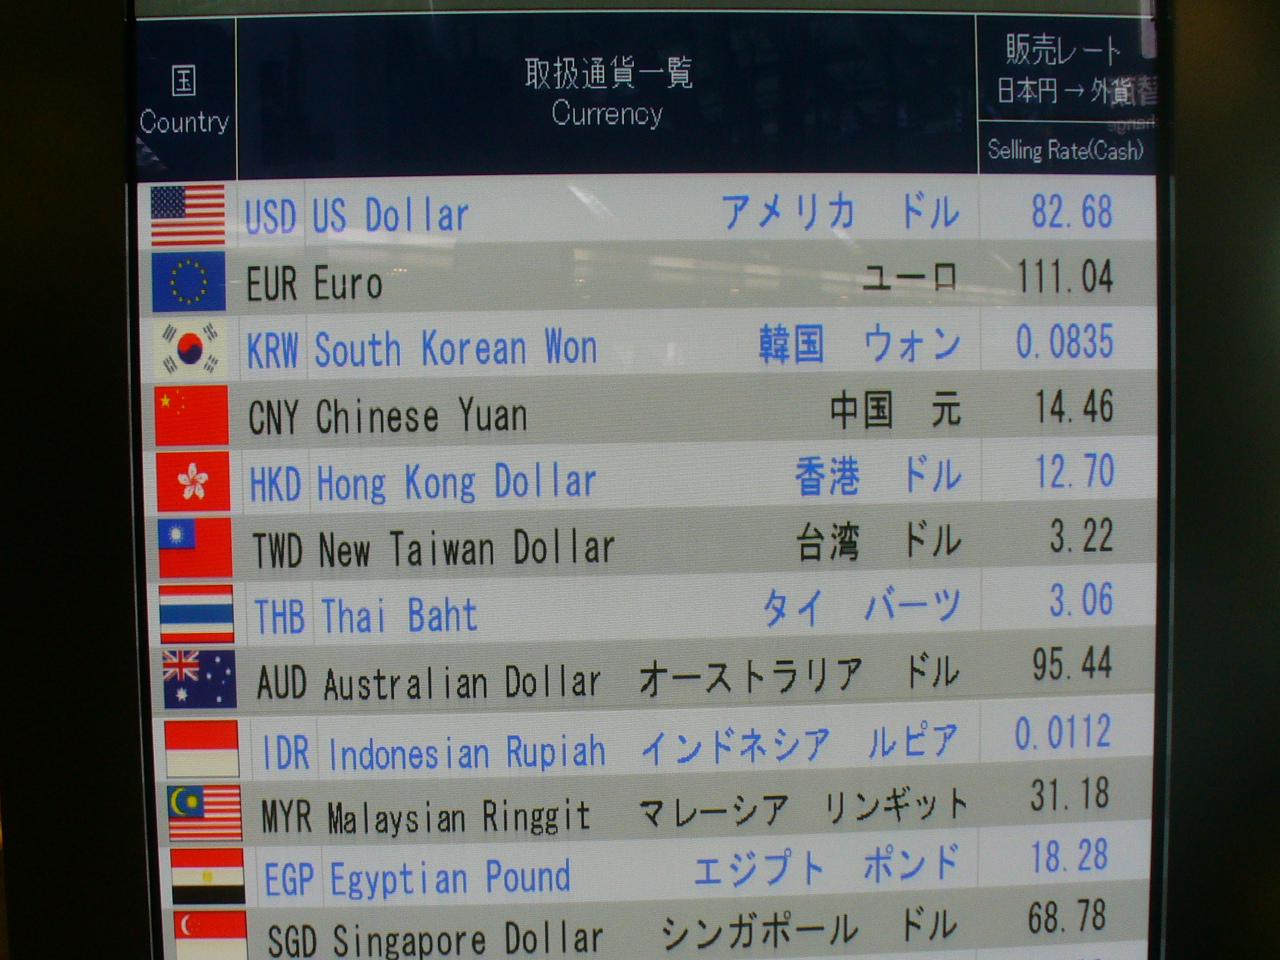 国
Country
取扱通貨一覧
Currency
販売レート
日本円→外貨
Selling Rate(Cash)
USD US Dollar アメリカ ドル 82.68
EUR Euro ユーロ 111.04
KRW South Korean Won 韓国 ウォン 0.0835
CNY Chinese Yuan 中国 元 14.46
HKD Hong Kong Dollar 香港 ドル 12.70
TWD New Taiwan Dollar 台湾 ドル 3.22
THB Thai Baht タイ バーツ 3.06
AUD Australian Dollar オーストラリア ドル 95.44
IDR Indonesian Rupiah インドネシア ルピア 0.0112
MYR Malaysian Ringgit マレーシア リンギット 31.18
EGP Egyptian Pound エジプト ポンド 18.28
SGD Singapore Dollar シンガポール ドル 68.78